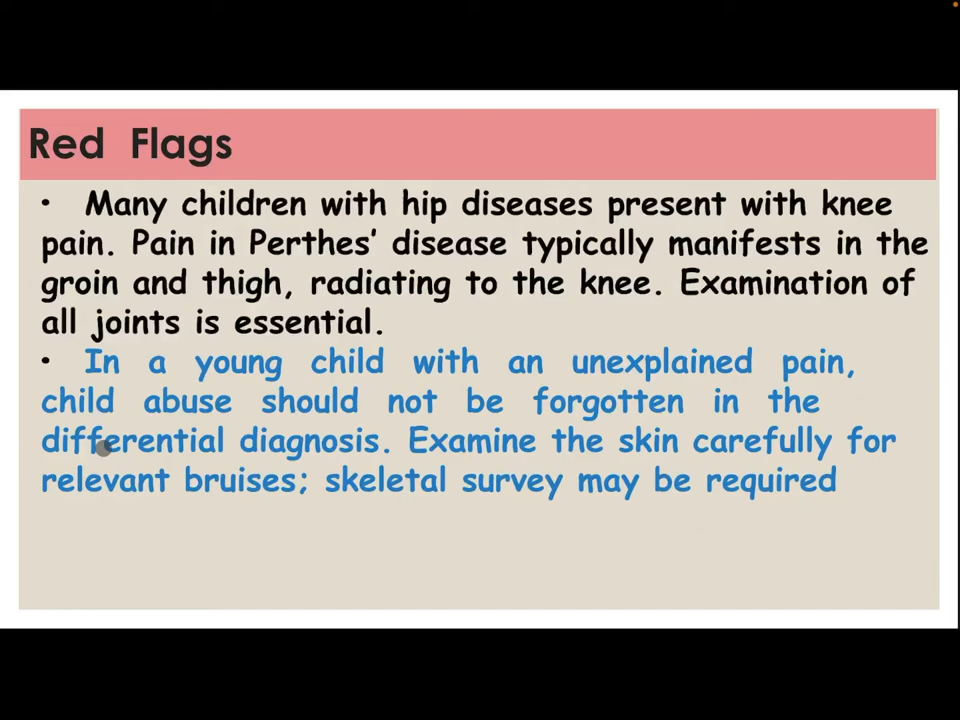 Red Flags
• Many children with hip diseases present with knee
pain. Pain in Perthes’ disease typically manifests in the
groin and thigh, radiating to the knee. Examination of
all joints is essential.
• In a young child with an unexplained pain,
child abuse should not be forgotten in the
differential diagnosis. Examine the skin carefully for
relevant bruises; skeletal survey may be required